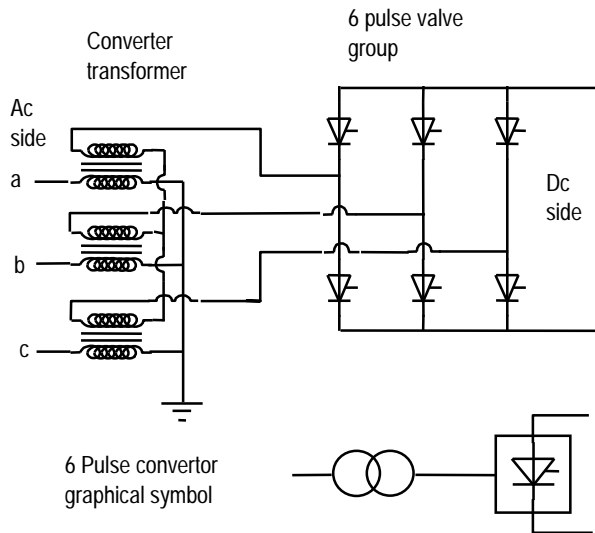 6 pulse valve
group
Converter
transformer
Ac
side
a
Dc
side
b
c
6 Pulse convertor
graphical symbol